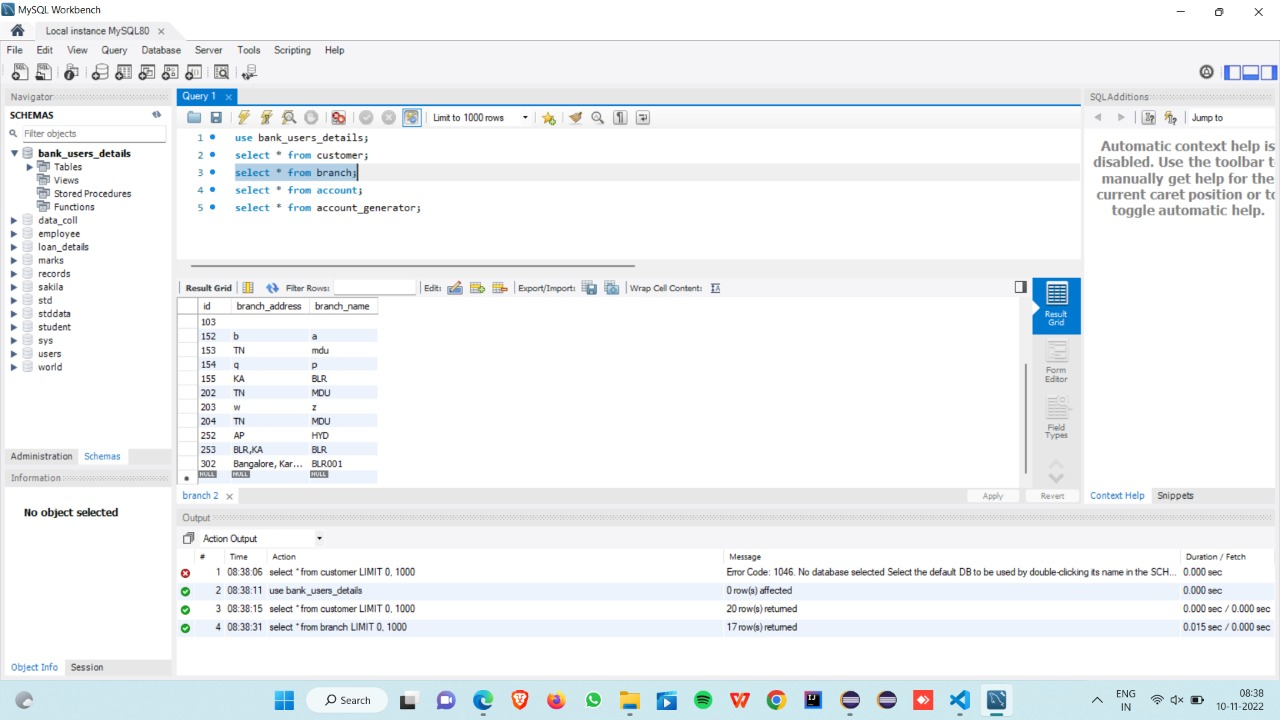 MySQL Workbench
Local instance MySQL80
File Edit View Query Database Server Tools Scripting Help
Navigator
SCHEMAS
Filter objects
bank_users_details
Tables
Views
Stored Procedures
Functions
data_coll
employee
loan_details
marks
records
sakila
std
stddata
student
sys
users
world
Administration Schemas
Information
No object selected
Object Info Session
Query 1
Limit to 1000 rows
1 use bank_users_details;
2 select * from customer;
3 select * from branch;
4 select * from account;
5 select * from account_generator;
Result Grid Filter Rows: Edit: Export/Import: Wrap Cell Content:
id branch_address branch_name
103
152 b a
153 TN mdu
154 q p
155 KA BLR
202 TN MDU
203 w z
204 TN MDU
252 AP HYD
253 BLR,KA BLR
302 Bangalore, Kar... BLR001
NULL NULL NULL
Result
Grid
Form
Editor
Field
Types
branch 2
Apply Revert
SQLAdditions
Jump to
Automatic context help is
disabled. Use the toolbar t
manually get help for the
current caret position or to
toggle automatic help.
Context Help Snippets
Output
Action Output
# Time Action Message Duration / Fetch
1 08:38:06 select * from customer LIMIT 0, 1000 Error Code: 1046. No database selected Select the default DB to be used by double-clicking its name in the SCH... 0.000 sec
2 08:38:11 use bank_users_details 0 row(s) affected 0.000 sec
3 08:38:15 select * from customer LIMIT 0, 1000 20 row(s) returned 0.000 sec / 0.000 sec
4 08:38:31 select * from branch LIMIT 0, 1000 17 row(s) returned 0.015 sec / 0.000 sec
Search
ENG
IN
08:38
10-11-2022